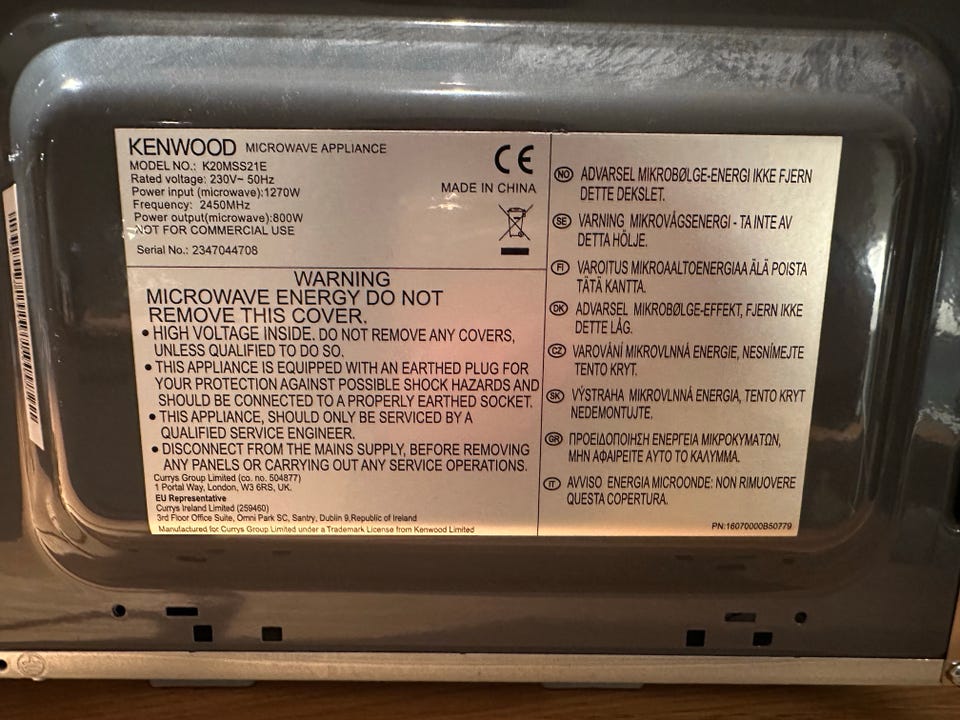 KENWOOD MICROWAVE APPLIANCE
MODEL NO.: K20MSS21E
Rated voltage: 230V~ 50Hz
Power input (microwave):1270W
Frequency: 2450MHz
Power output(microwave):800W
NOT FOR COMMERCIAL USE
Serial No.: 2347044708
CE
MADE IN CHINA
WARNING
MICROWAVE ENERGY DO NOT
REMOVE THIS COVER.
• HIGH VOLTAGE INSIDE. DO NOT REMOVE ANY COVERS,
UNLESS QUALIFIED TO DO SO.
• THIS APPLIANCE IS EQUIPPED WITH AN EARTHED PLUG FOR
YOUR PROTECTION AGAINST POSSIBLE SHOCK HAZARDS AND
SHOULD BE CONNECTED TO A PROPERLY EARTHED SOCKET.
• THIS APPLIANCE, SHOULD ONLY BE SERVICED BY A
QUALIFIED SERVICE ENGINEER.
• DISCONNECT FROM THE MAINS SUPPLY, BEFORE REMOVING
ANY PANELS OR CARRYING OUT ANY SERVICE OPERATIONS.
Currys Group Limited (co. no. 504877)
1 Portal Way, London, W3 6RS, UK.
EU Representative
Currys Ireland Limited (259460)
3rd Floor Office Suite, Omni Park SC, Santry, Dublin 9,Republic of Ireland
Manufactured for Currys Group Limited under a Trademark License from Kenwood Limited
NO ADVARSEL MIKROBØLGE-ENERGI IKKE FJERN
DETTE DEKSLET.
SE VARNING MIKROVÅGSENERGI - TA INTE AV
DETTA HÖLJE.
FI VAROITUS MIKROAALTOENERGIAA ÄLÄ POISTA
TÄTÄ KANTTA.
DK ADVARSEL MIKROBØLGE-EFFEKT, FJERN IKKE
DETTE LÅG.
CZ VAROVÁNÍ MIKROVLNNÁ ENERGIE, NESNÍMEJTE
TENTO KRYT.
SK VÝSTRAHA MIKROVLNNÁ ENERGIA, TENTO KRYT
NEDEMONTUJTE.
GR ΠΡΟΕΙΔΟΠΟΙΗΣΗ ΕΝΕΡΓΕΙΑ ΜΙΚΡΟΚΥΜΑΤΩΝ,
ΜΗΝ ΑΦΑΙΡΕΙΤΕ ΑΥΤΟ ΤΟ ΚΑΛΥΜΜΑ.
IT AVVISO ENERGIA MICROONDE: NON RIMUOVERE
QUESTA COPERTURA.
PN:16070000B50779